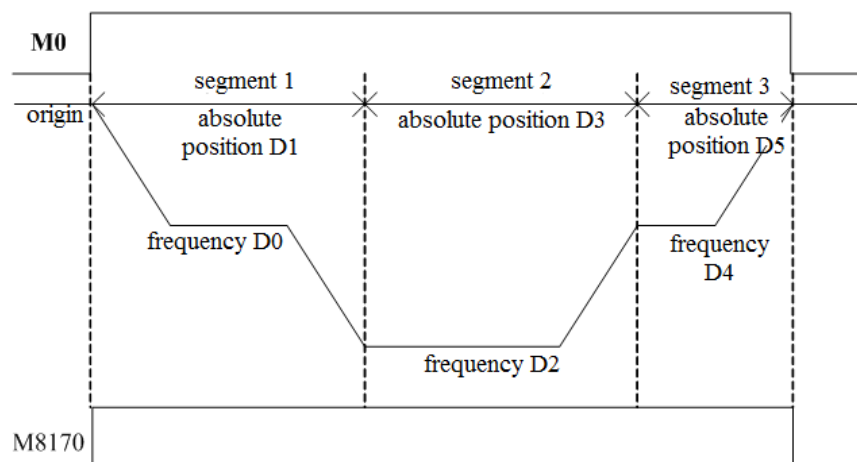 M0
segment 1
segment 2
segment 3
origin
absolute
position D1
absolute position D3
absolute
position D5
frequency D0
frequency
D4
frequency D2
M8170